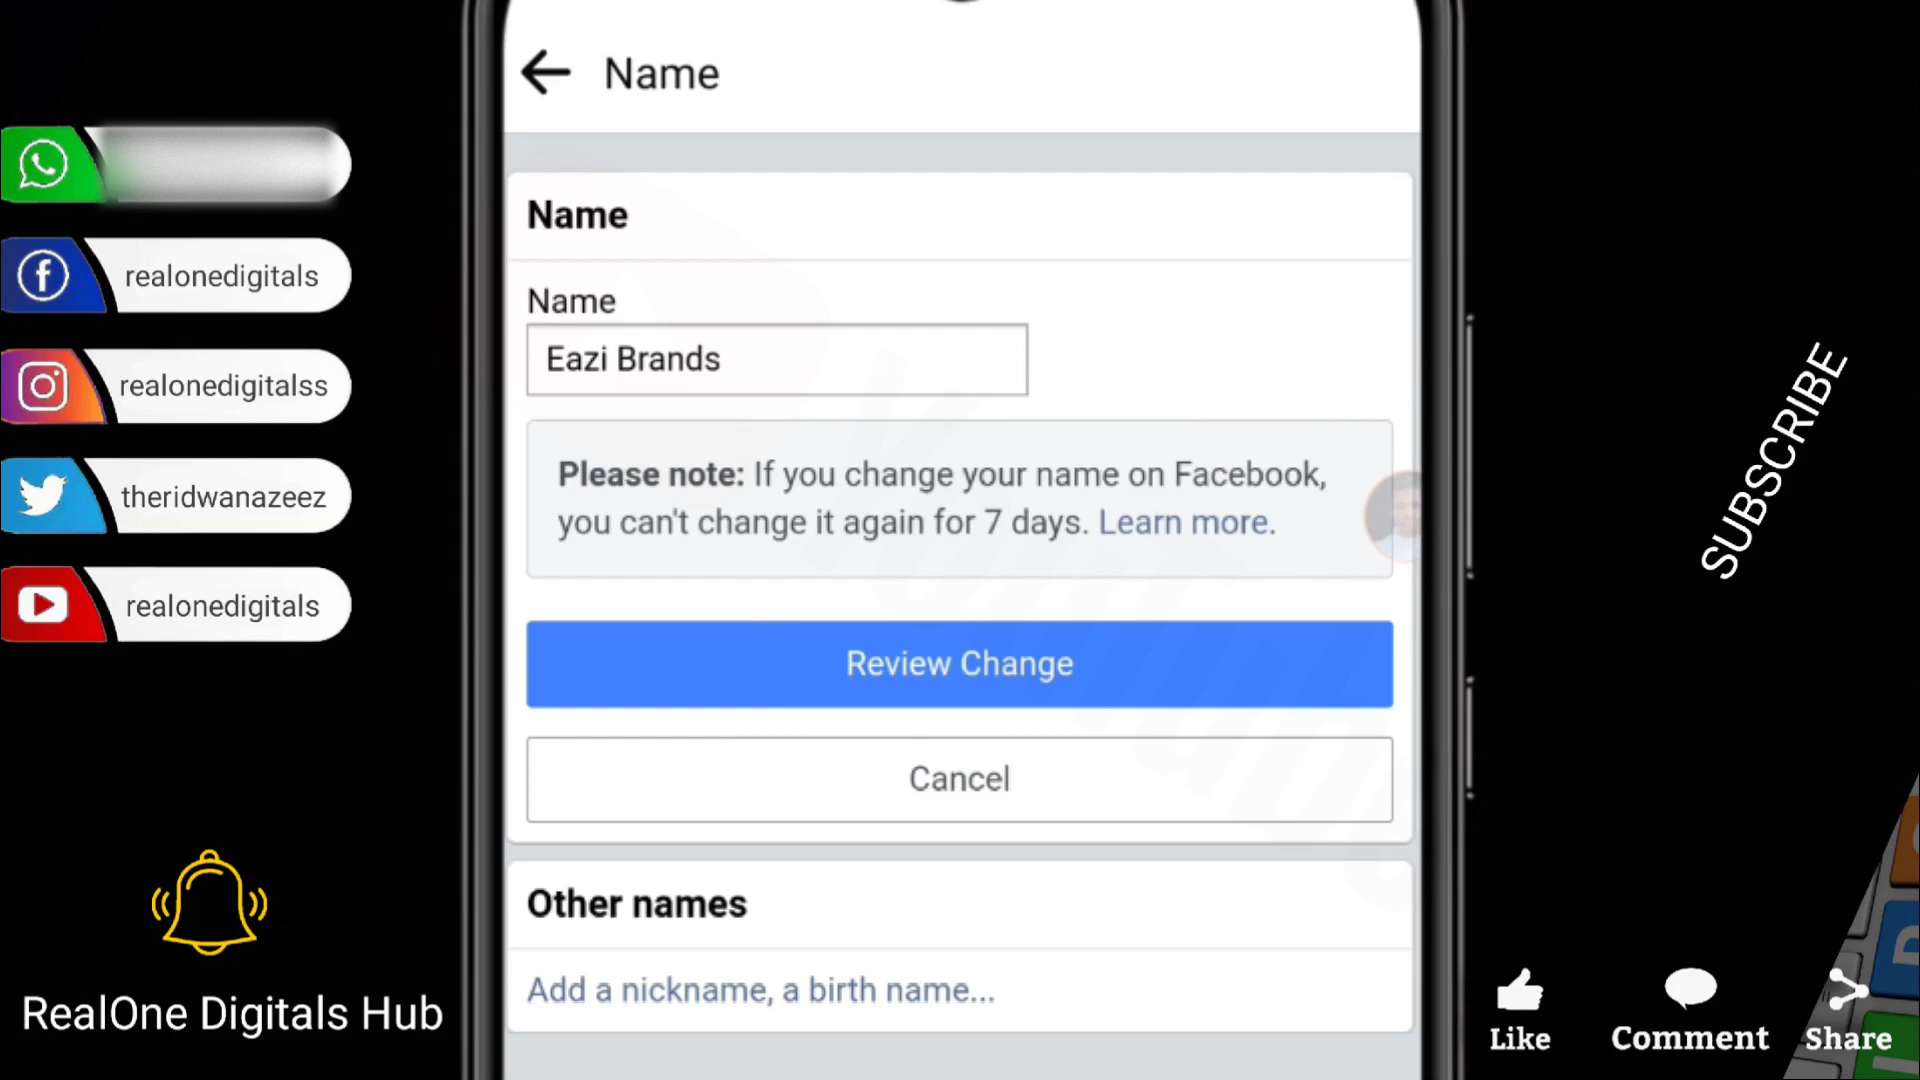 Name
Name
Name
Eazi Brands
Please note: If you change your name on Facebook,
you can't change it again for 7 days. Learn more.
Review Change
Cancel
Other names
Add a nickname, a birth name...
realonedigitals
realonedigitalss
theridwanazeez
realonedigitals
RealOne Digitals Hub
SUBSCRIBE
Like
Comment
Share